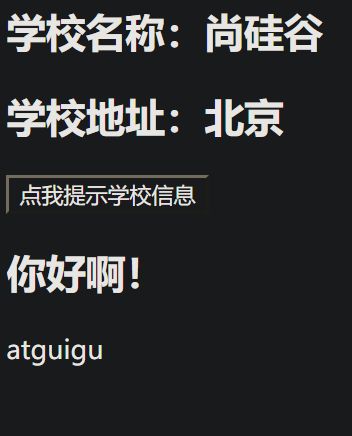 学校名称：尚硅谷
学校地址：北京
点我提示学校信息
你好啊！
atguigu